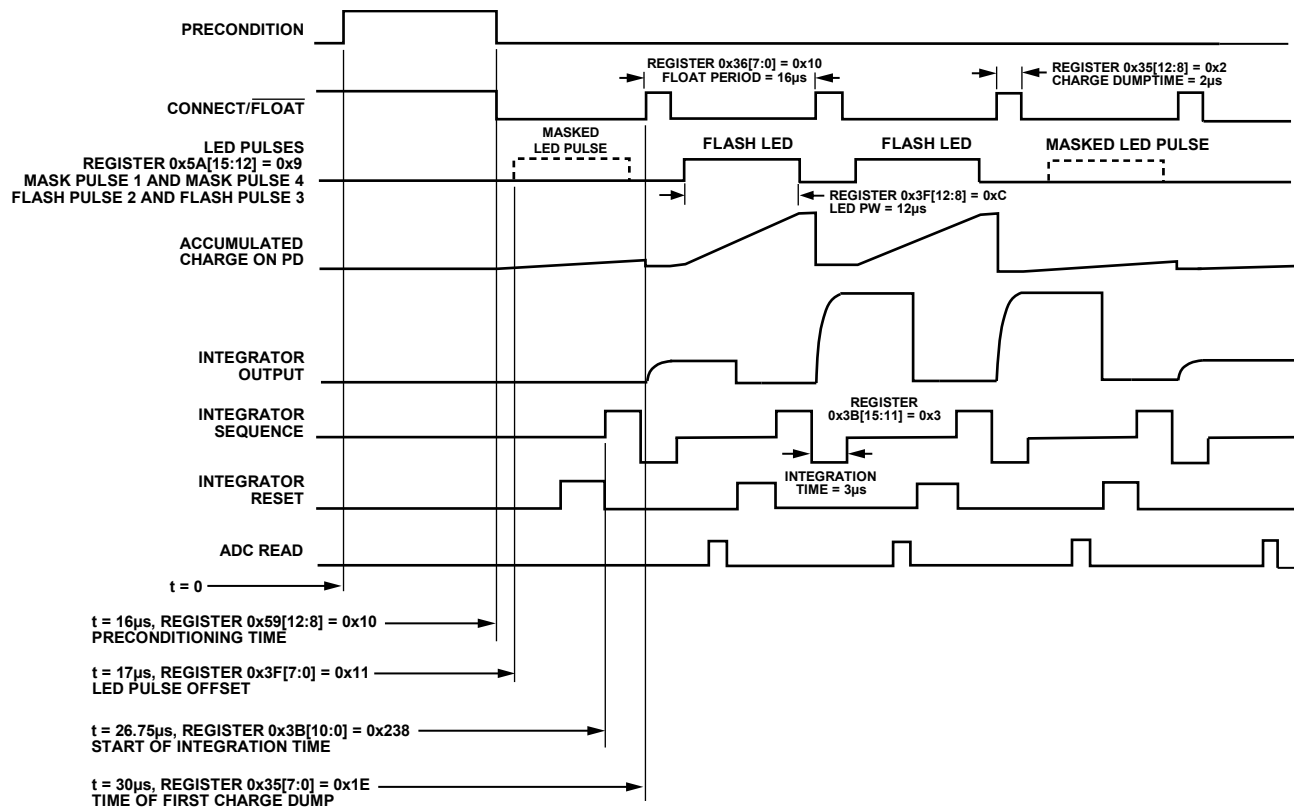 PRECONDITION
REGISTER 0x36[7:0] = 0x10
FLOAT PERIOD = 16µs
REGISTER 0x35[12:8] = 0x2
CHARGE DUMPTIME = 2µs
CONNECT/FLOAT
LED PULSES
REGISTER 0x5A[15:12] = 0x9
MASK PULSE 1 AND MASK PULSE 4
FLASH PULSE 2 AND FLASH PULSE 3
MASKED
LED PULSE
FLASH LED
FLASH LED
MASKED LED PULSE
REGISTER 0x3F[12:8] = 0xC
LED PW = 12µs
ACCUMULATED
CHARGE ON PD
INTEGRATOR
OUTPUT
INTEGRATOR
SEQUENCE
REGISTER
0x3B[15:11] = 0x3
INTEGRATION
TIME = 3µs
INTEGRATOR
RESET
ADC READ
t = 0
t = 16µs, REGISTER 0x59[12:8] = 0x10
PRECONDITIONING TIME
t = 17µs, REGISTER 0x3F[7:0] = 0x11
LED PULSE OFFSET
t = 26.75µs, REGISTER 0x3B[10:0] = 0x238
START OF INTEGRATION TIME
t = 30µs, REGISTER 0x35[7:0] = 0x1E
TIME OF FIRST CHARGE DUMP